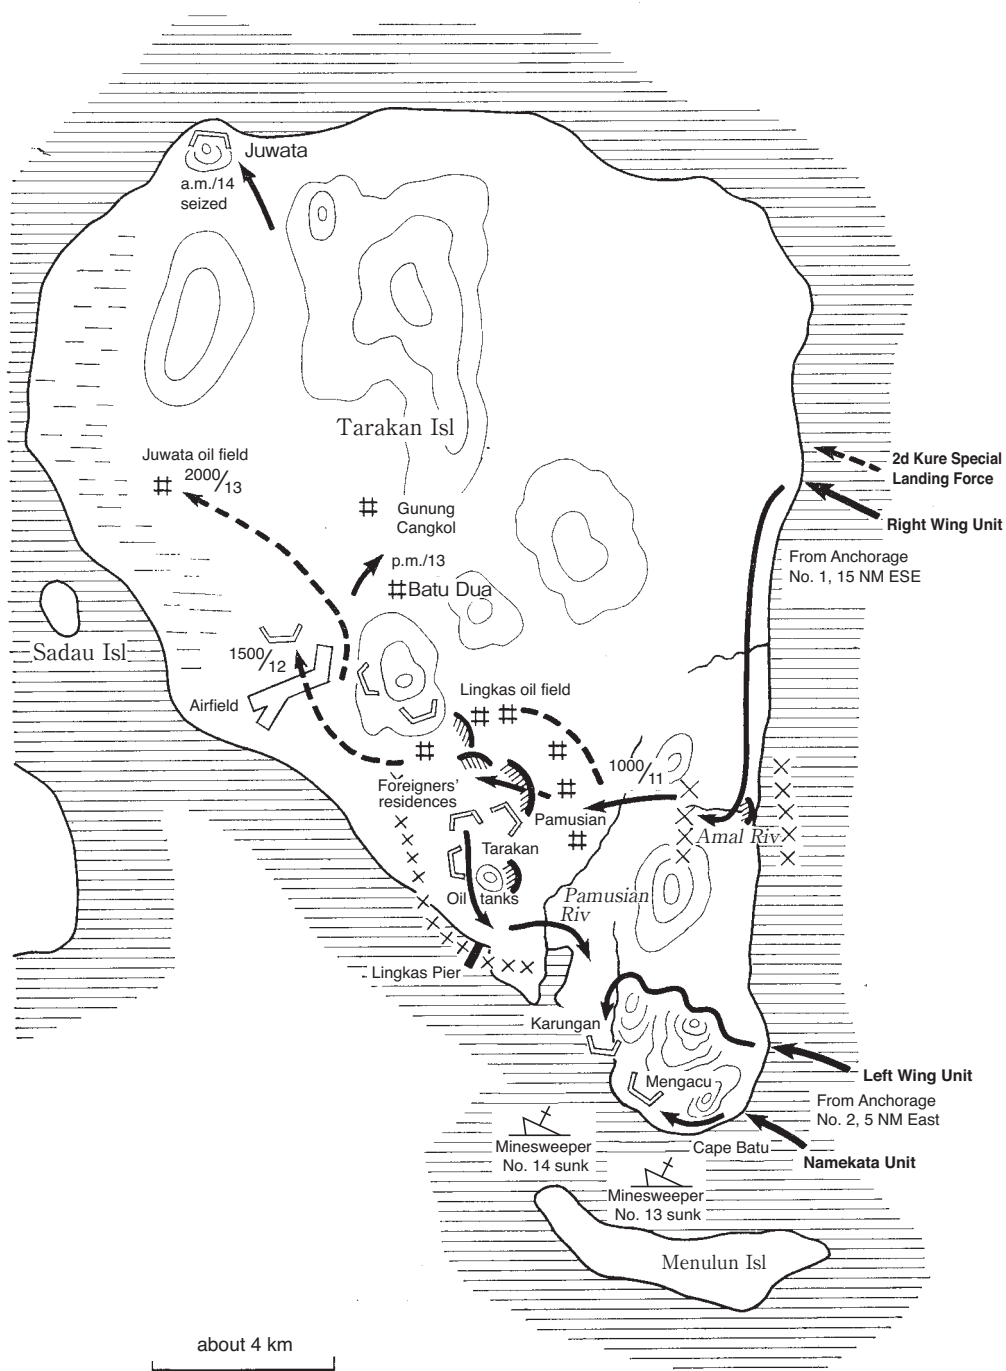 Juwata
a.m./14
seized
Tarakan Isl
Juwata oil field
2000/13
Gunung
Cangkol
2d Kure Special
Landing Force
Right Wing Unit
From Anchorage
No. 1, 15 NM ESE
p.m./13
Batu Dua
Sadau Isl
1500/12
Airfield
Lingkas oil field
1000/11
Foreigners'
residences
Pamusian
Amal Riv
Tarakan
Oil tanks
Pamusian
Riv
Lingkas Pier
Karungan
Mengacu
Left Wing Unit
From Anchorage
No. 2, 5 NM East
Cape Batu
Namekata Unit
Minesweeper
No. 14 sunk
Minesweeper
No. 13 sunk
Menulun Isl
about 4 km